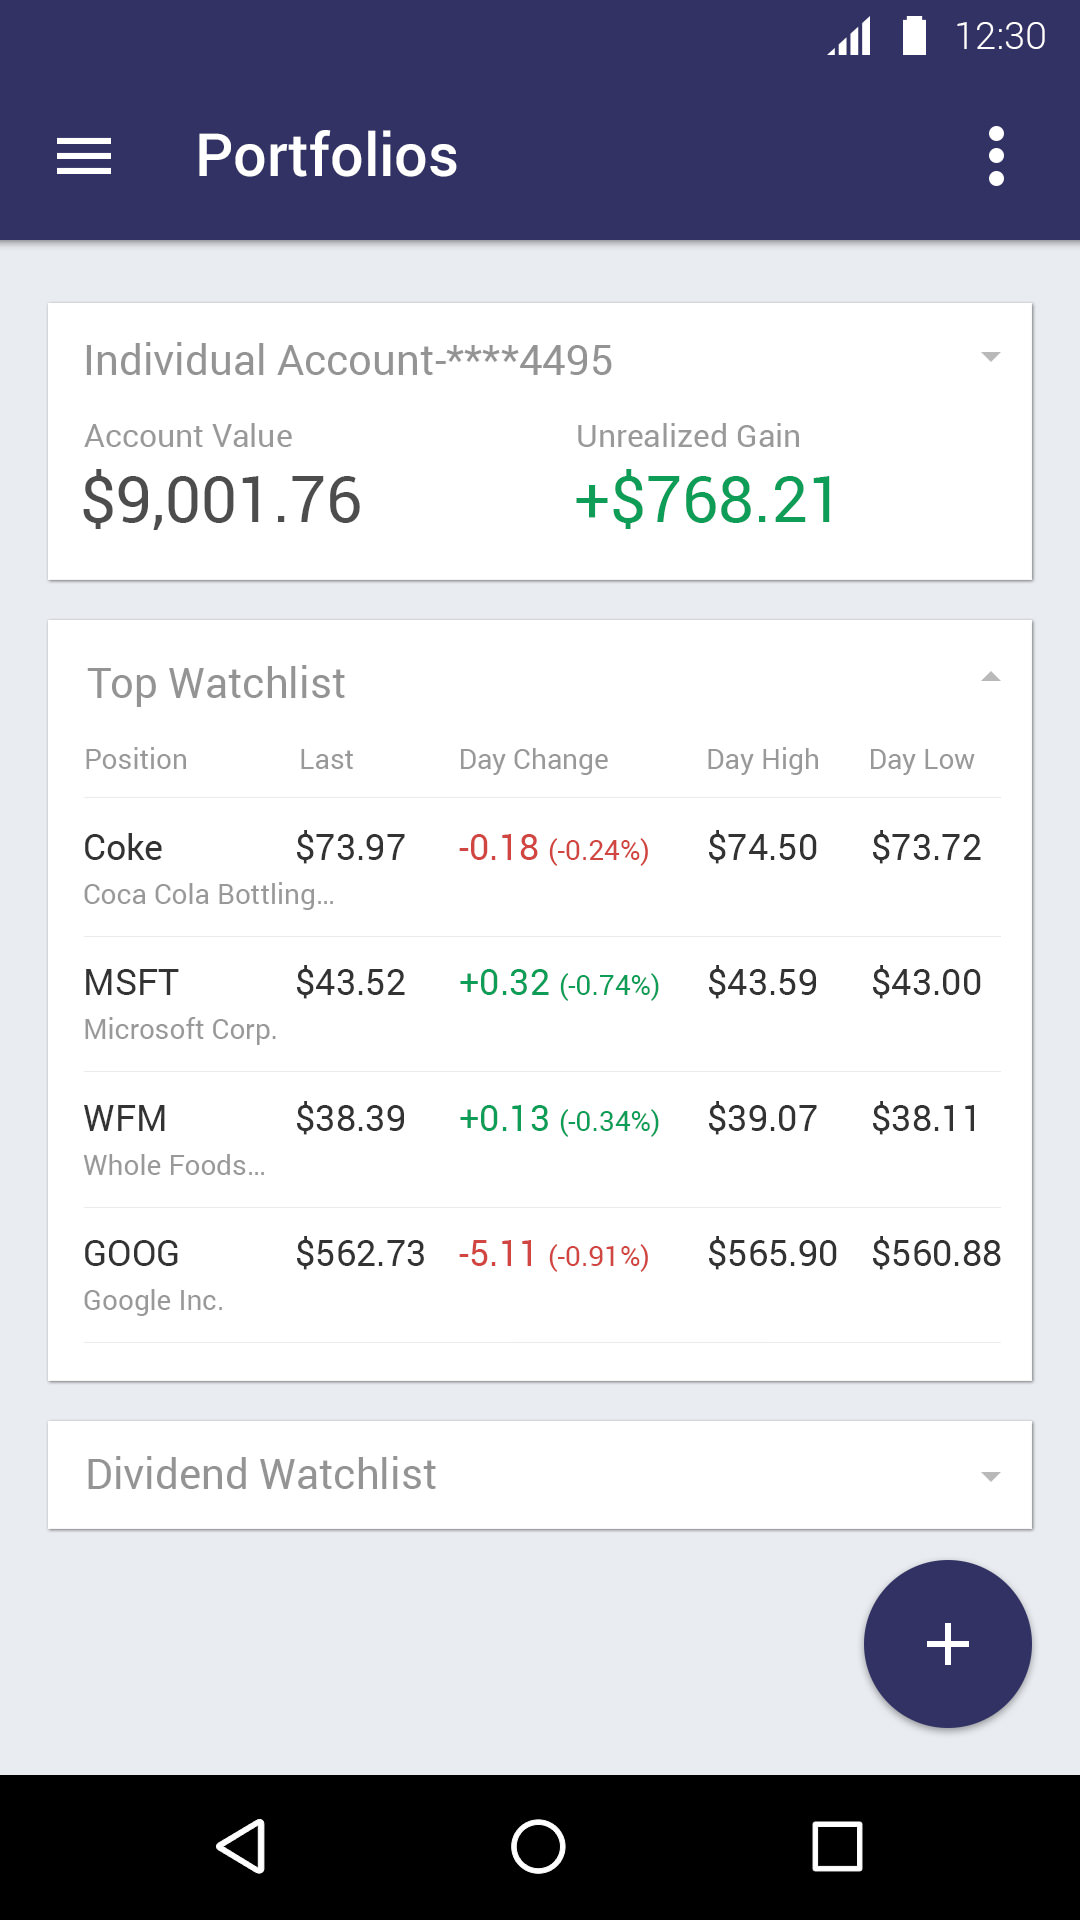 12:30
Portfolios
Individual Account-****4495
Account Value Unrealized Gain
$9,001.76 +$768.21
Top Watchlist
Position Last Day Change Day High Day Low
Coke $73.97 -0.18 (-0.24%) $74.50 $73.72
Coca Cola Bottling...
MSFT $43.52 +0.32 (-0.74%) $43.59 $43.00
Microsoft Corp.
WFM $38.39 +0.13 (-0.34%) $39.07 $38.11
Whole Foods...
GOOG $562.73 -5.11 (-0.91%) $565.90 $560.88
Google Inc.
Dividend Watchlist